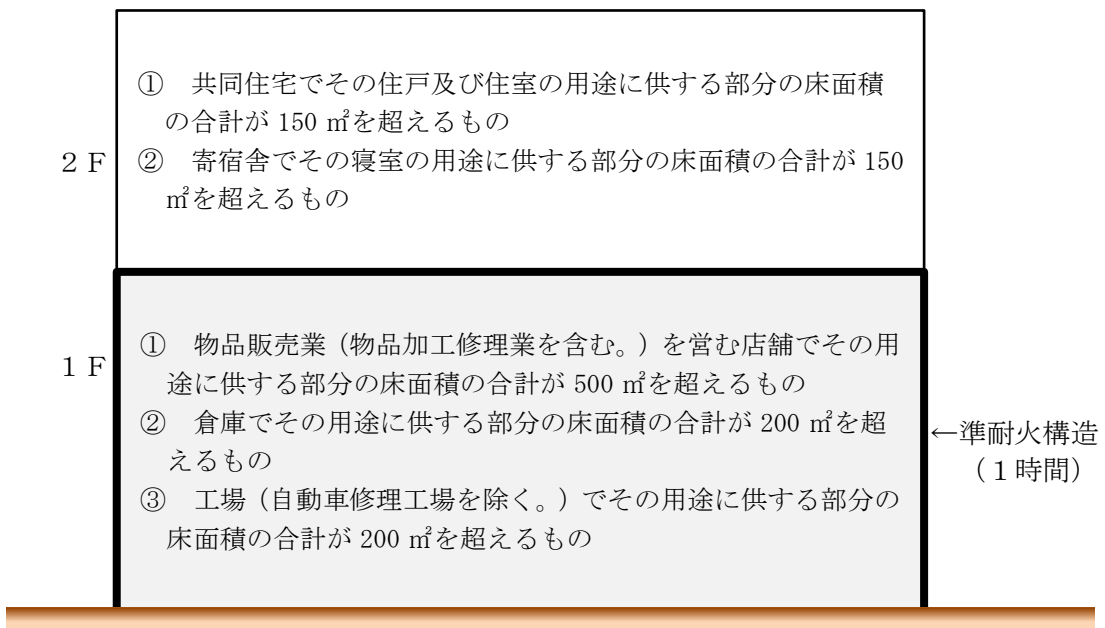 ① 共同住宅でその住戸及び住室の用途に供する部分の床面積
の合計が 150 ㎡を超えるもの
２Ｆ
② 寄宿舎でその寝室の用途に供する部分の床面積の合計が 150
㎡を超えるもの
１Ｆ
① 物品販売業（物品加工修理業を含む。）を営む店舗でその用
途に供する部分の床面積の合計が 500 ㎡を超えるもの
② 倉庫でその用途に供する部分の床面積の合計が 200 ㎡を超
えるもの
③ 工場（自動車修理工場を除く。）でその用途に供する部分の
床面積の合計が 200 ㎡を超えるもの
←準耐火構造
（１時間）